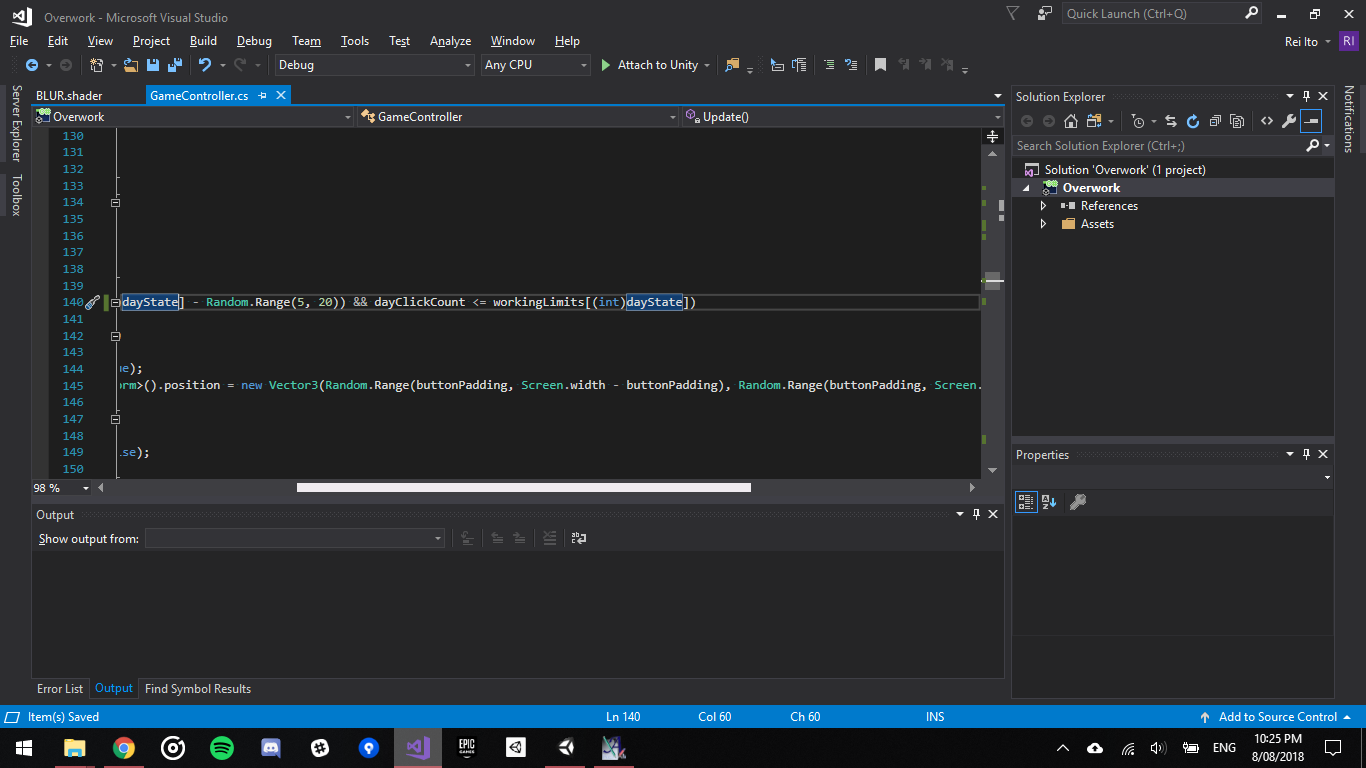 Overwork - Microsoft Visual Studio
Quick Launch (Ctrl+Q)
File Edit View Project Build Debug Team Tools Test Analyze Window Help
Rei Ito RI
Debug Any CPU Attach to Unity
Server Explorer
Toolbox
BLUR.shader GameController.cs
Overwork GameController Update()
130
131
132
133
134
135
136
137
138
139
140 dayState] - Random.Range(5, 20)) && dayClickCount <= workingLimits[(int)dayState])
141
142
143
144 ue);
145 orm>().position = new Vector3(Random.Range(buttonPadding, Screen.width - buttonPadding), Random.Range(buttonPadding, Screen.
146
147
148
149 lse);
150
98 %
Output
Show output from:
Error List Output Find Symbol Results
Solution Explorer
Search Solution Explorer (Ctrl+;)
Solution 'Overwork' (1 project)
Overwork
References
Assets
Properties
Notifications
Item(s) Saved Ln 140 Col 60 Ch 60 INS Add to Source Control
EPIC GAMES
ENG
10:25 PM
8/08/2018